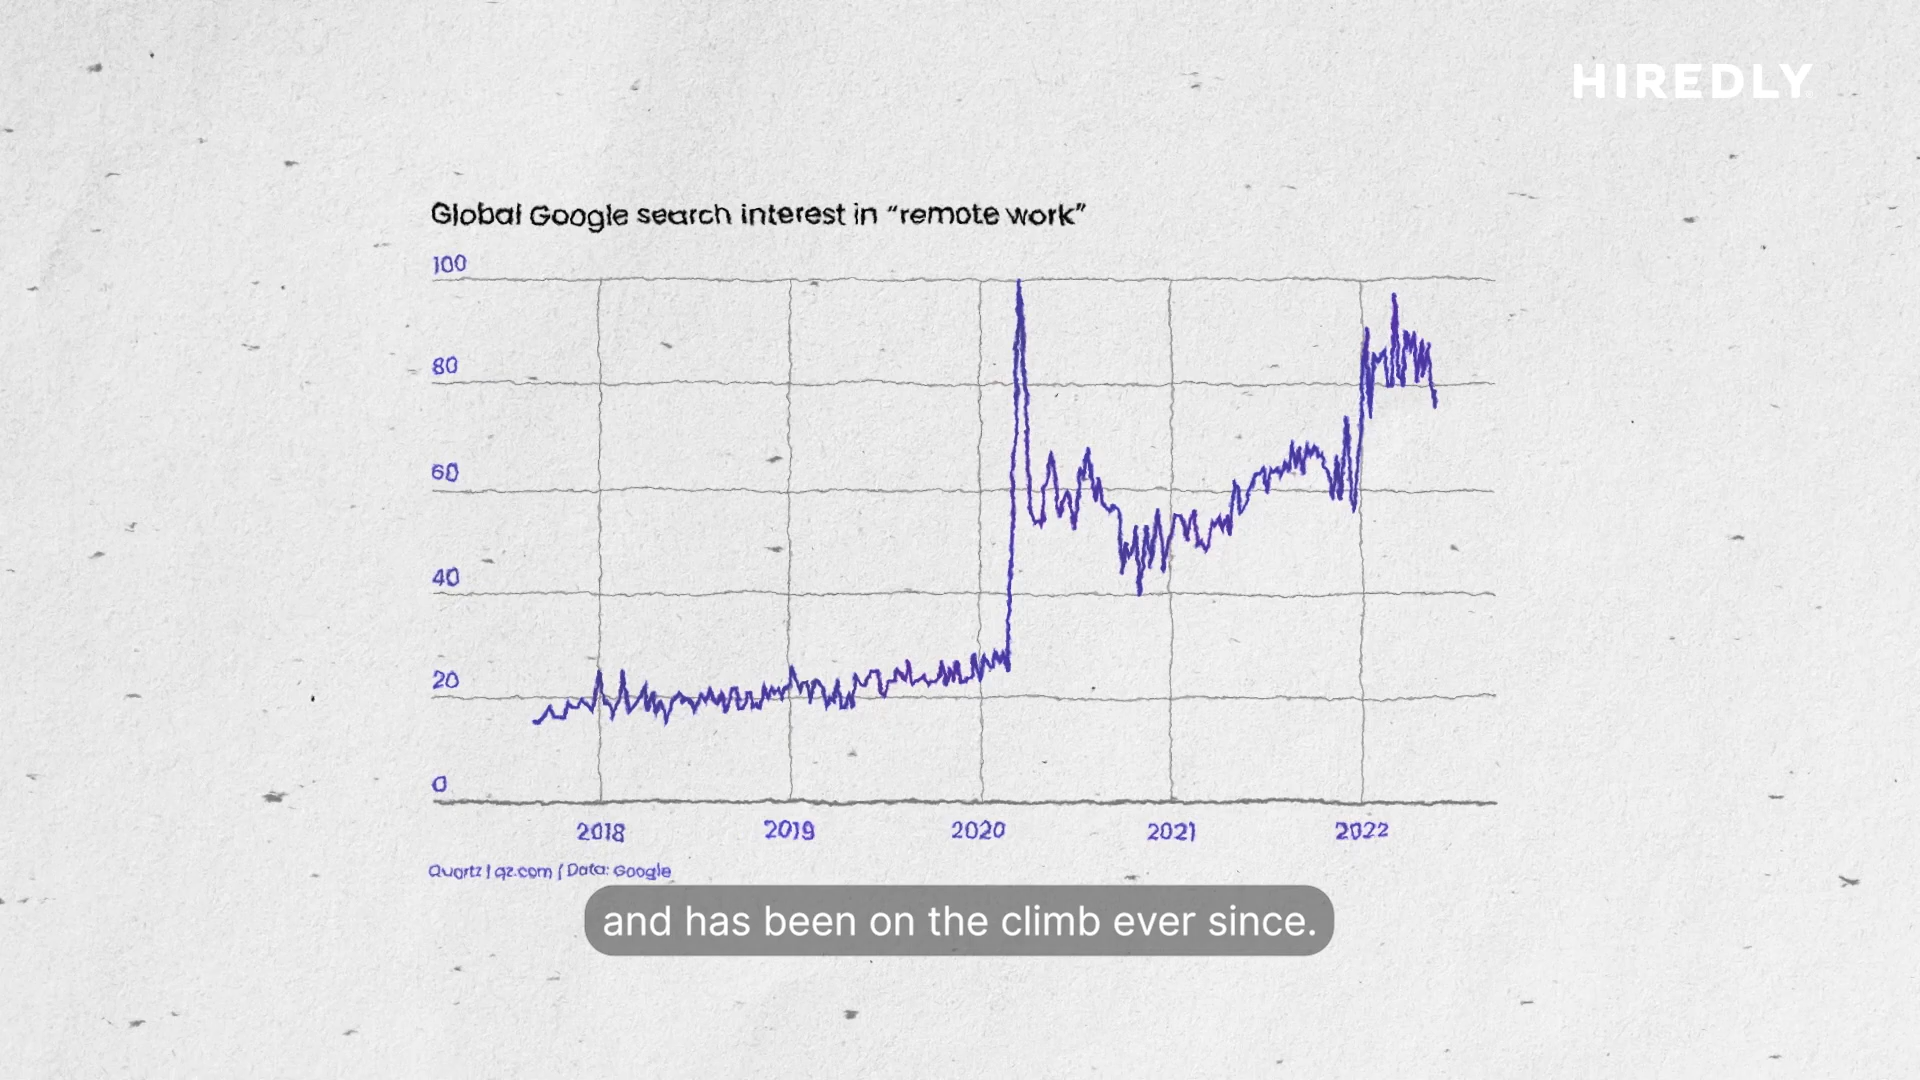 HIREDLY
Global Google search interest in “remote work”
100
80
60
40
20
0
2018 2019 2020 2021 2022
Quartz | qz.com / Data: Google
and has been on the climb ever since.